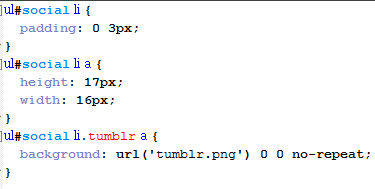 ul#social li {
padding: 0 3px;
}
ul#social li a {
height: 17px;
width: 16px;
}
ul#social li.tumblr a {
background: url('tumblr.png') 0 0 no-repeat;
}